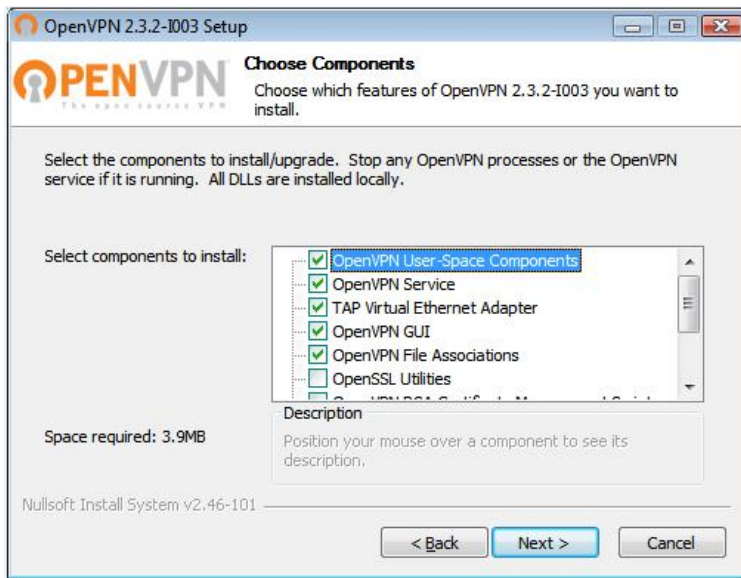 OpenVPN 2.3.2-I003 Setup
OPENVPN
The open source VPN
Choose Components
Choose which features of OpenVPN 2.3.2-I003 you want to
install.
Select the components to install/upgrade. Stop any OpenVPN processes or the OpenVPN
service if it is running. All DLLs are installed locally.
Select components to install:
OpenVPN User-Space Components
OpenVPN Service
TAP Virtual Ethernet Adapter
OpenVPN GUI
OpenVPN File Associations
OpenSSL Utilities
Space required: 3.9MB
Description
Position your mouse over a component to see its
description.
Nullsoft Install System v2.46-101
< Back
Next >
Cancel